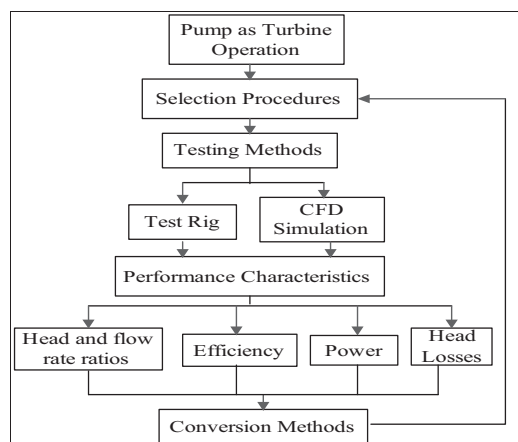 Pump as Turbine
Operation
Selection Procedures
Testing Methods
Test Rig
CFD
Simulation
Performance Characteristics
Head and flow
rate ratios
Efficiency
Power
Head
Losses
Conversion Methods